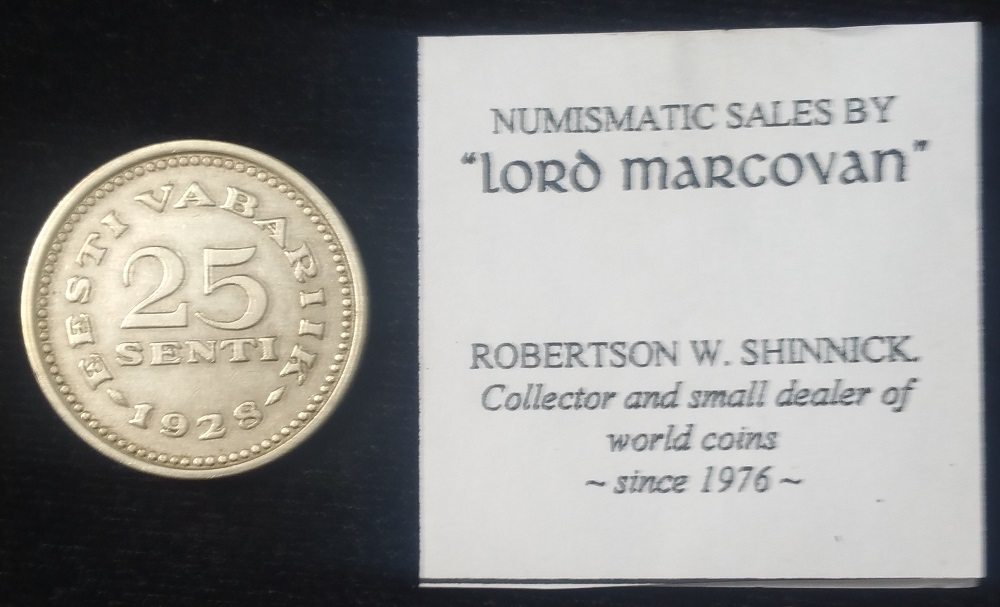 EESTI VABARIIK
25
SENTI
1928
NUMISMATIC SALES BY
"LORD MARCOVAN"
ROBERTSON W. SHINNICK.
Collector and small dealer of
world coins
~ since 1976 ~